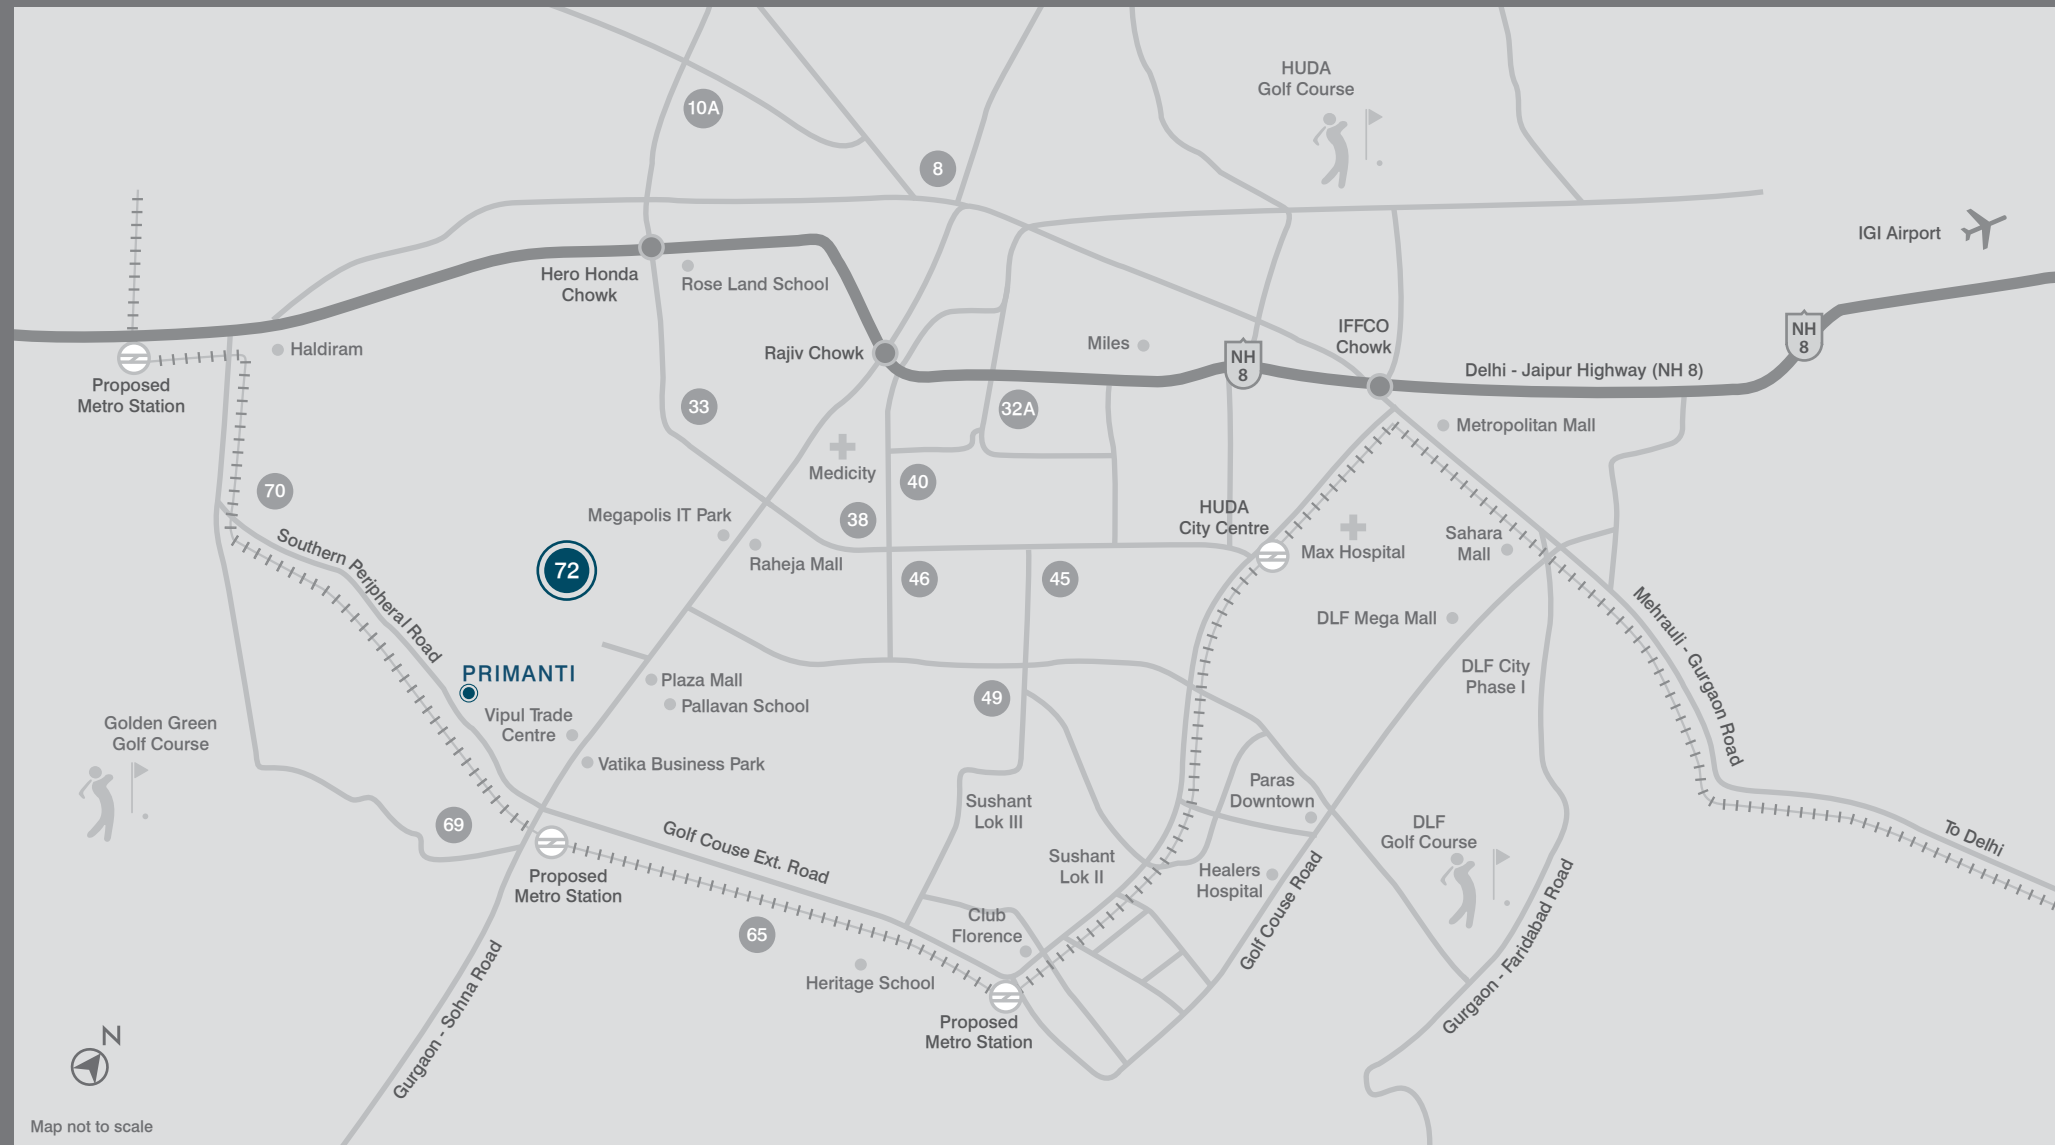 HUDA
Golf Course
10A
8
IGI Airport
Hero Honda
Chowk
Rose Land School
Haldiram
Rajiv Chowk
Miles
NH
8
IFFCO
Chowk
NH
8
Delhi - Jaipur Highway (NH 8)
Proposed
Metro Station
33
32A
Metropolitan Mall
Medicity
40
70
38
Megapolis IT Park
HUDA
City Centre
Max Hospital
Sahara
Mall
Southern Peripheral Road
72
Raheja Mall
46
45
DLF Mega Mall
Mehrauli - Gurgaon Road
PRIMANTI
Plaza Mall
Pallavan School
49
DLF City
Phase I
Vipul Trade
Centre
Golden Green
Golf Course
Vatika Business Park
Paras
Downtown
Sushant
Lok III
69
Golf Couse Ext. Road
DLF
Golf Course
To Delhi
Sushant
Lok II
Healers
Hospital
Proposed
Metro Station
65
Club
Florence
Golf Couse Road
Gurgaon - Faridabad Road
Heritage School
Proposed
Metro Station
Gurgaon - Sohna Road
N
Map not to scale